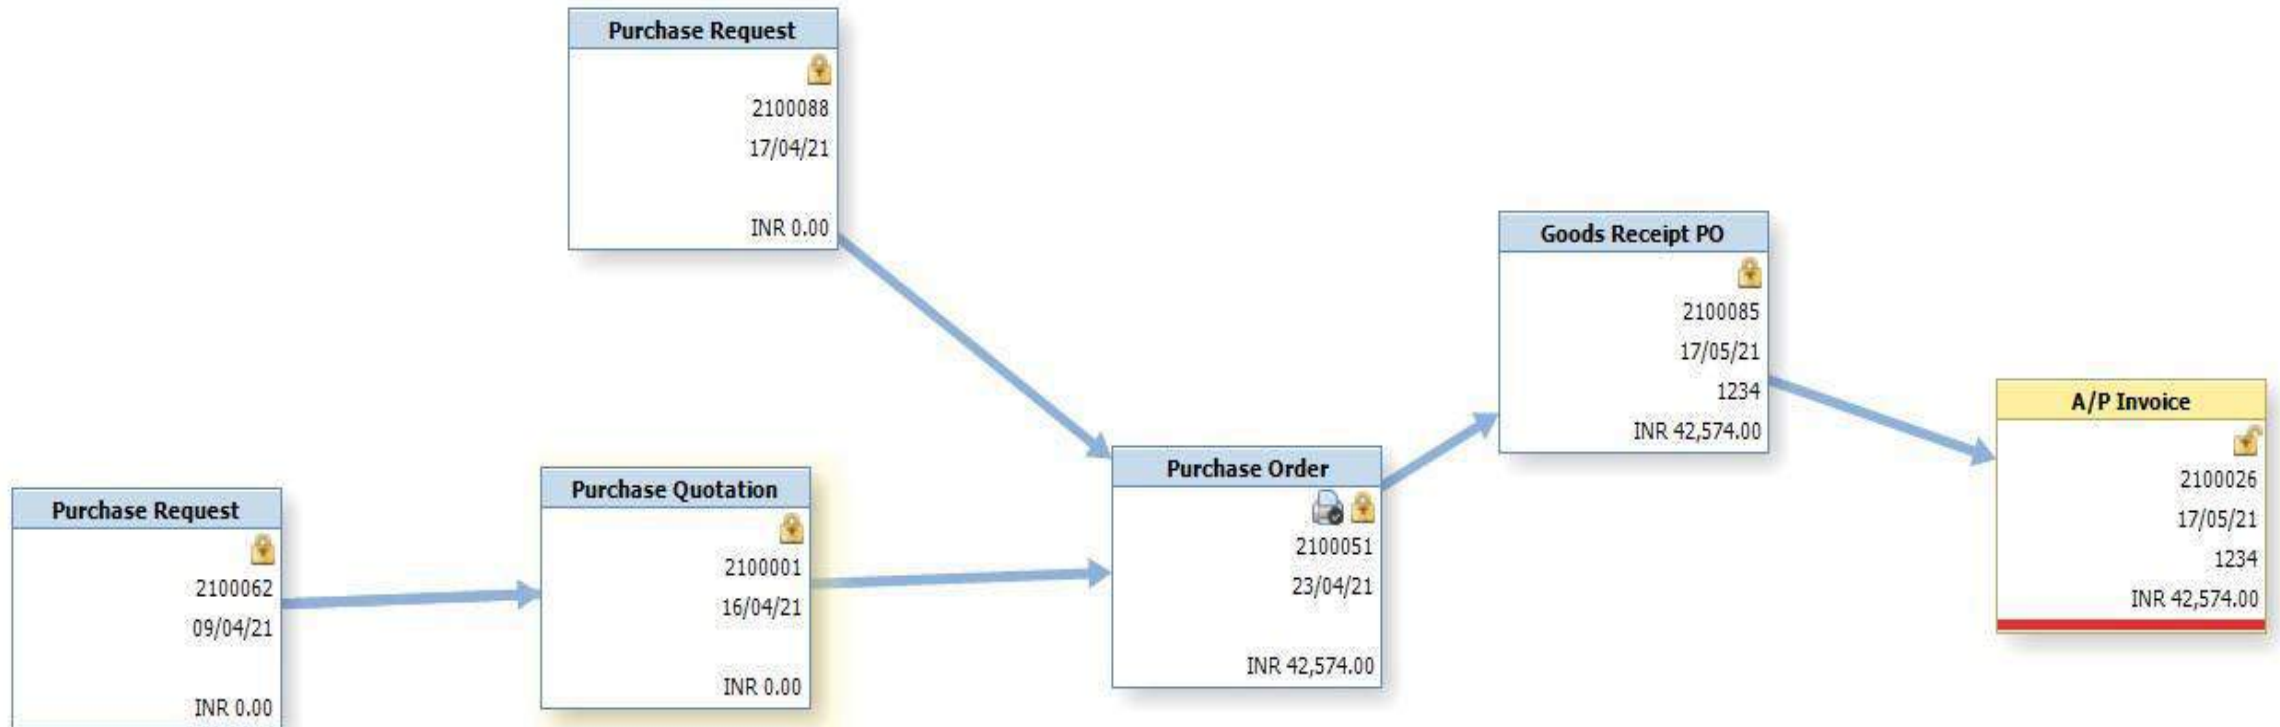 Purchase Request
2100088
17/04/21
INR 0.00
Goods Receipt PO
2100085
17/05/21
1234
INR 42,574.00
A/P Invoice
2100026
17/05/21
1234
INR 42,574.00
Purchase Order
2100051
23/04/21
INR 42,574.00
Purchase Quotation
2100001
16/04/21
INR 0.00
Purchase Request
2100062
09/04/21
INR 0.00